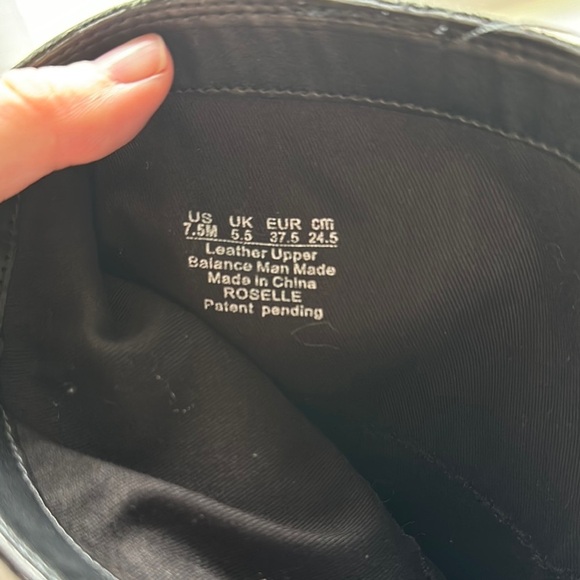 US UK EUR cm
7.5M 5.5 37.5 24.5
Leather Upper
Balance Man Made
Made in China
ROSELLE
Patent pending